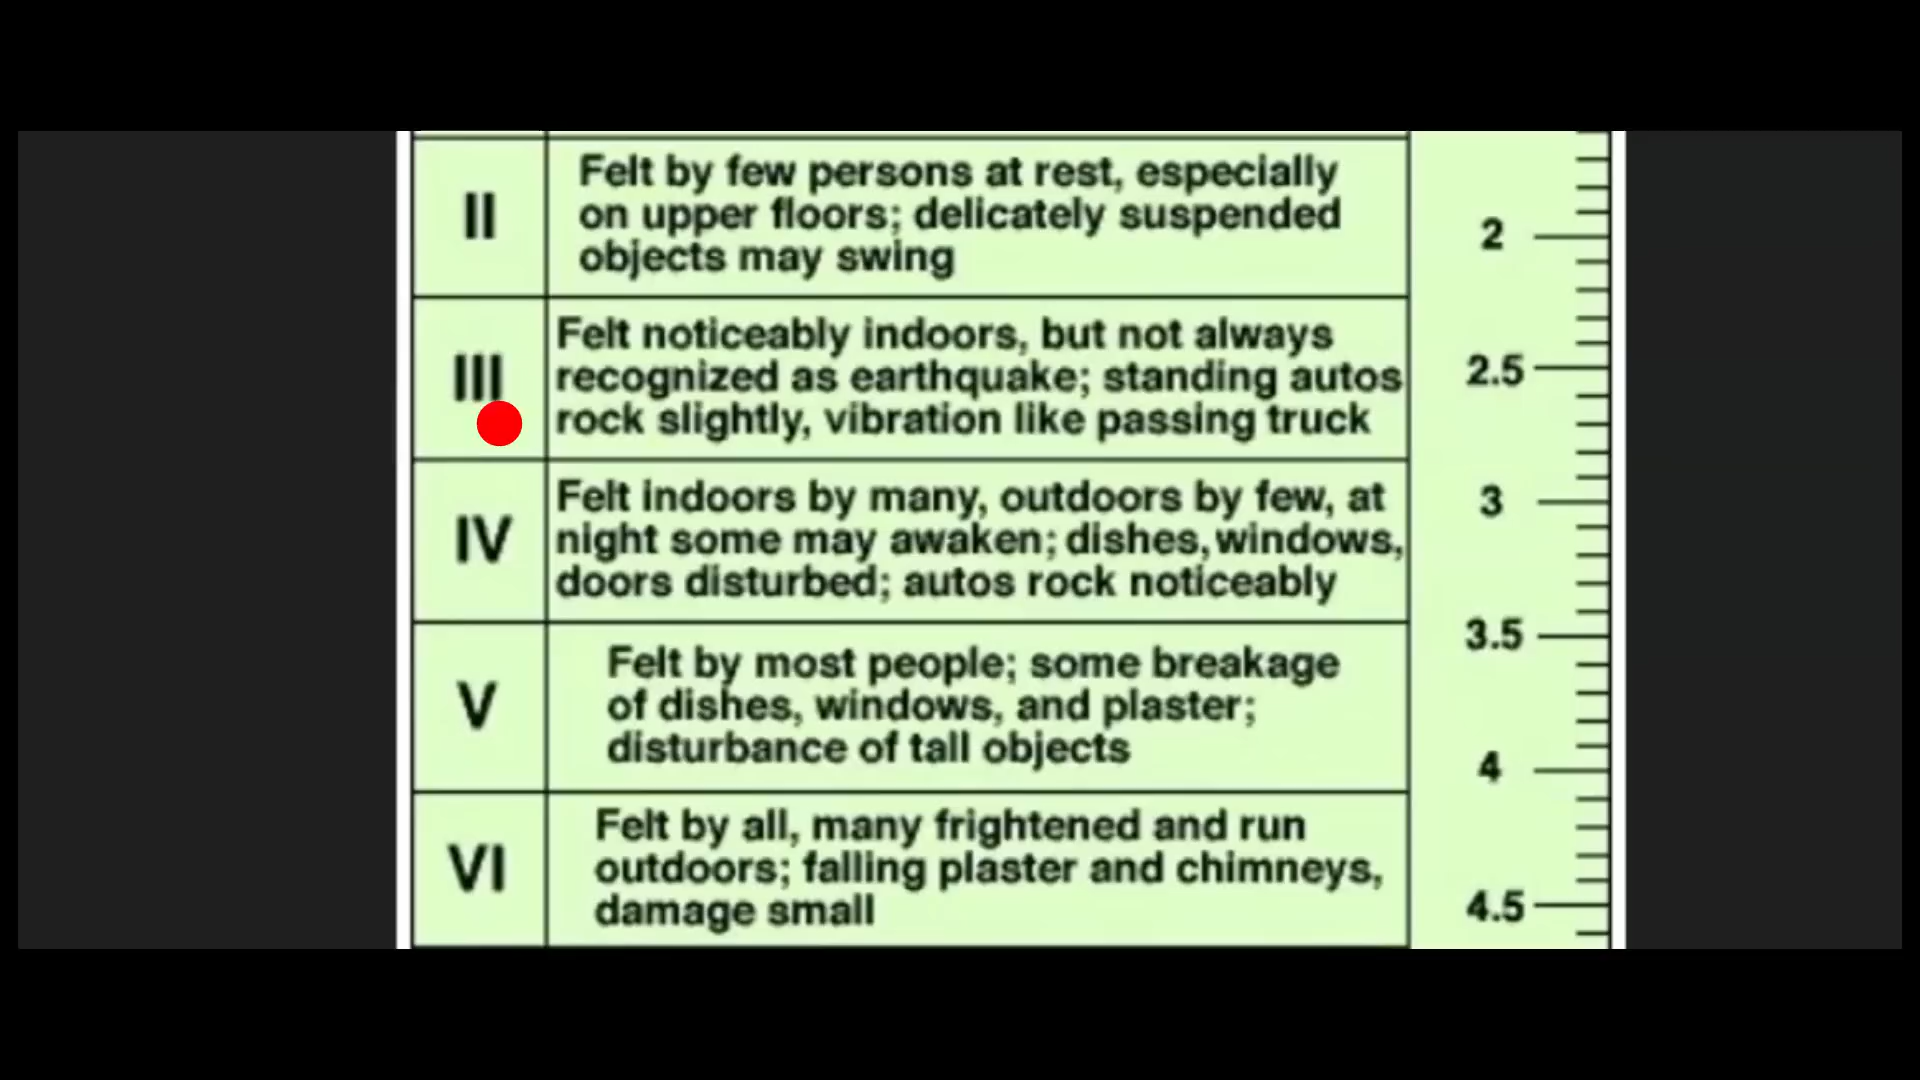 II
Felt by few persons at rest, especially
on upper floors; delicately suspended
objects may swing
2
III
Felt noticeably indoors, but not always
recognized as earthquake; standing autos
rock slightly, vibration like passing truck
2.5
IV
Felt indoors by many, outdoors by few, at
night some may awaken; dishes, windows,
doors disturbed; autos rock noticeably
3
3.5
V
Felt by most people; some breakage
of dishes, windows, and plaster;
disturbance of tall objects
4
VI
Felt by all, many frightened and run
outdoors; falling plaster and chimneys,
damage small
4.5